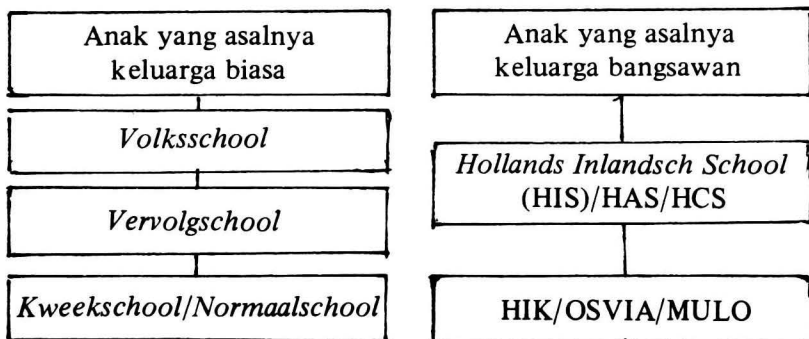 Anak yang asalnya
keluarga biasa
Volksschool
Vervolgschool
Kweekschool/Normaalschool
Anak yang asalnya
keluarga bangsawan
Hollands Inlandsch School
(HIS)/HAS/HCS
HIK/OSVIA/MULO